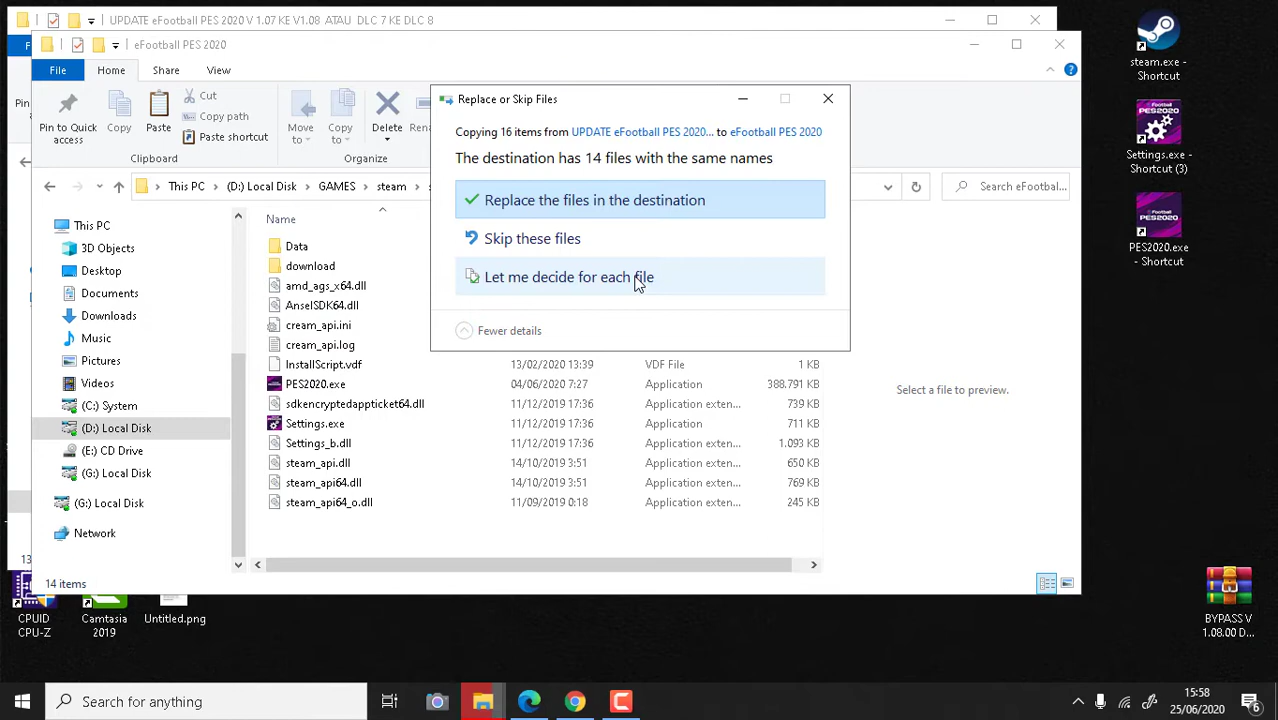 UPDATE eFootball PES 2020 V 1.07 KE V1.08 ATAU DLC 7 KE DLC 8
eFootball PES 2020
File
Home
Share
View
Pin to Quick access
Copy
Paste
Cut
Copy path
Paste shortcut
Clipboard
Move to
Copy to
Delete
Organize
This PC
(D:) Local Disk
GAMES
steam
Search eFootbal...
Replace or Skip Files
Copying 16 items from UPDATE eFootball PES 2020... to eFootball PES 2020
The destination has 14 files with the same names
Replace the files in the destination
Skip these files
Let me decide for each file
Fewer details
This PC
3D Objects
Desktop
Documents
Downloads
Music
Pictures
Videos
(C:) System
(D:) Local Disk
(E:) CD Drive
(G:) Local Disk
(G:) Local Disk
Network
Name
Data
download
amd_ags_x64.dll
AnselSDK64.dll
cream_api.ini
cream_api.log
InstallScript.vdf 13/02/2020 13:39 VDF File 1 KB
PES2020.exe 04/06/2020 7:27 Application 388.791 KB
sdkencryptedappticket64.dll 11/12/2019 17:36 Application exten... 739 KB
Settings.exe 11/12/2019 17:36 Application 711 KB
Settings_b.dll 11/12/2019 17:36 Application exten... 1.093 KB
steam_api.dll 14/10/2019 3:51 Application exten... 650 KB
steam_api64.dll 14/10/2019 3:51 Application exten... 769 KB
steam_api64_o.dll 11/09/2019 0:18 Application exten... 245 KB
Select a file to preview.
14 items
steam.exe - Shortcut
Settings.exe - Shortcut (3)
PES2020.exe - Shortcut
BYPASS V 1.08.00 D...
CPUID CPU-Z
Camtasia 2019
Untitled.png
Search for anything
15:58
25/06/2020
6